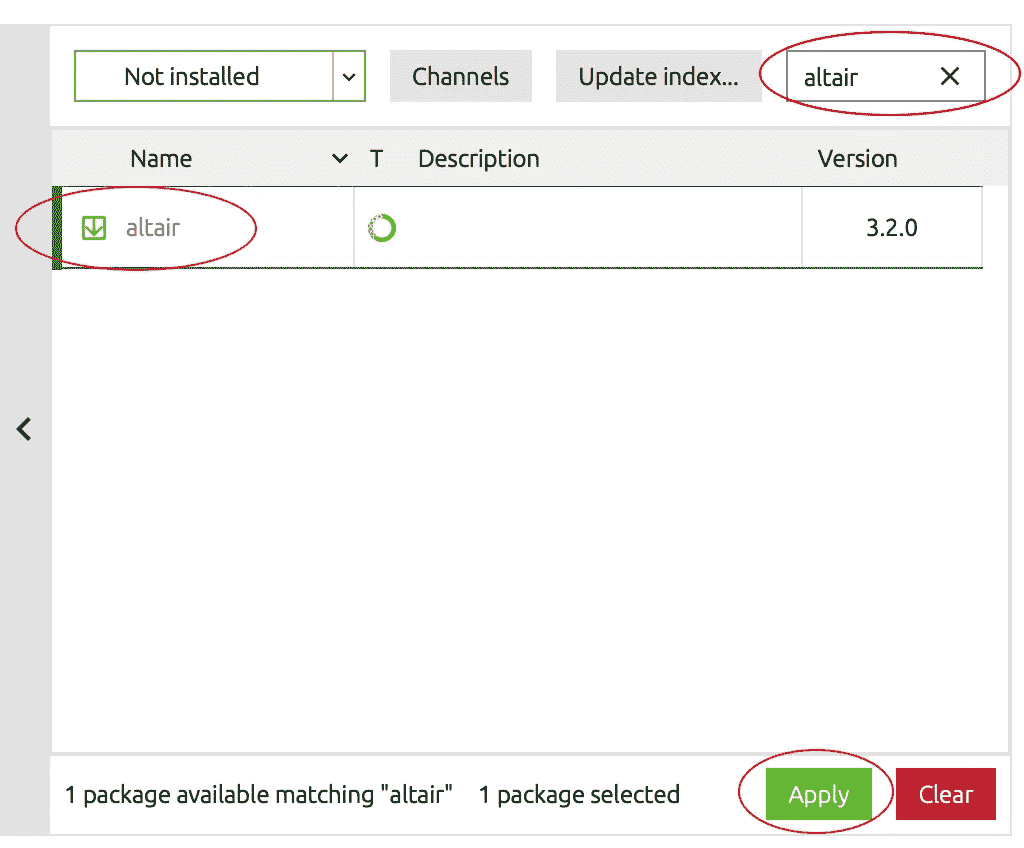 Not installed Channels Update index... altair
Name T Description Version
altair 3.2.0
1 package available matching "altair" 1 package selected Apply Clear